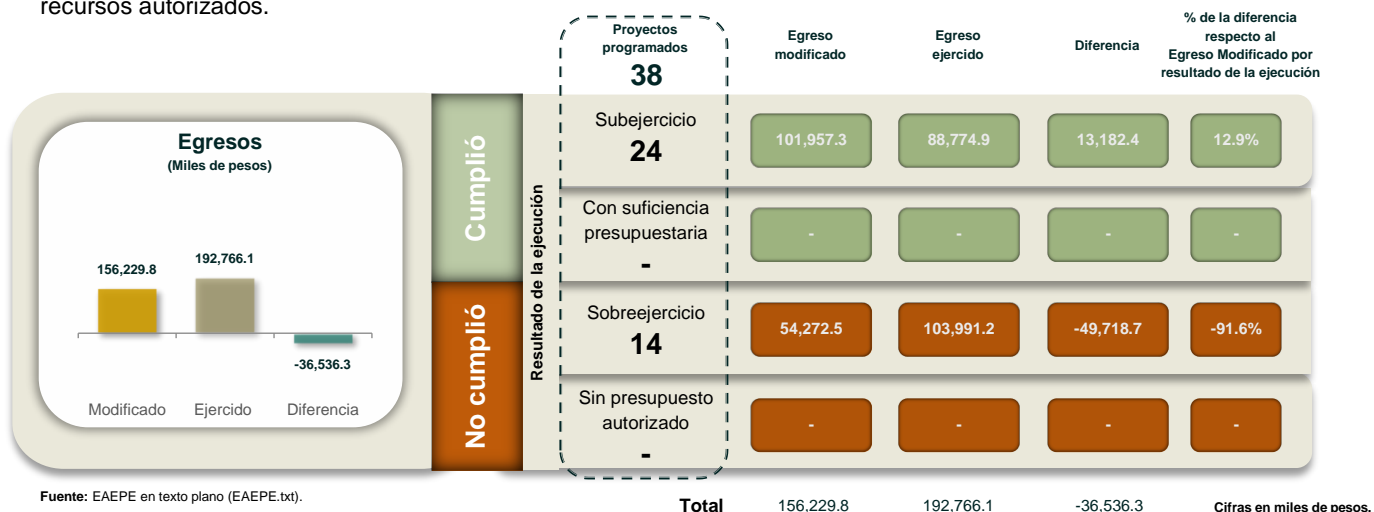 recursos autorizados.
Proyectos
programados
38
Egreso
modificado
Egreso
ejercido
Diferencia
% de la diferencia
respecto al
Egreso Modificado por
resultado de la ejecución
Egresos
(Miles de pesos)
156,229.8
192,766.1
-36,536.3
Modificado
Ejercido
Diferencia
Cumplió
No cumplió
Resultado de la ejecución
Subejercicio
24
101,957.3
88,774.9
13,182.4
12.9%
Con suficiencia
presupuestaria
-
-
-
-
-
Sobreejercicio
14
54,272.5
103,991.2
-49,718.7
-91.6%
Sin presupuesto
autorizado
-
-
-
-
-
Fuente: EAEPE en texto plano (EAEPE.txt).
Total
156,229.8
192,766.1
-36,536.3
Cifras en miles de pesos.